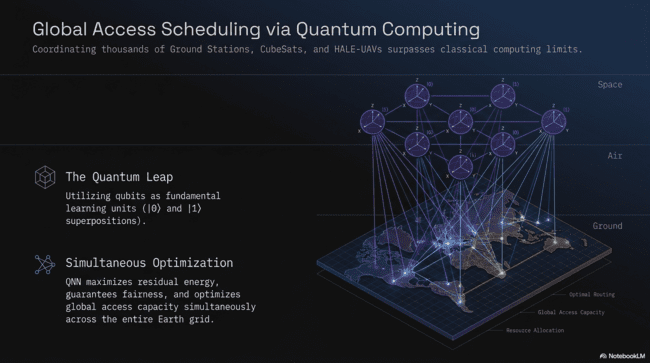 Global Access Scheduling via Quantum Computing
Coordinating thousands of Ground Stations, CubeSats, and HALE-UAVs surpasses classical computing limits.
Space
Air
Ground
The Quantum Leap
Utilizing qubits as fundamental
learning units (|0⟩ and |1⟩
superpositions).
Simultaneous Optimization
QNN maximizes residual energy,
guarantees fairness, and optimizes
global access capacity simultaneously
across the entire Earth grid.
Optimal Routing
Global Access Capacity
Resource Allocation
NotebookLM